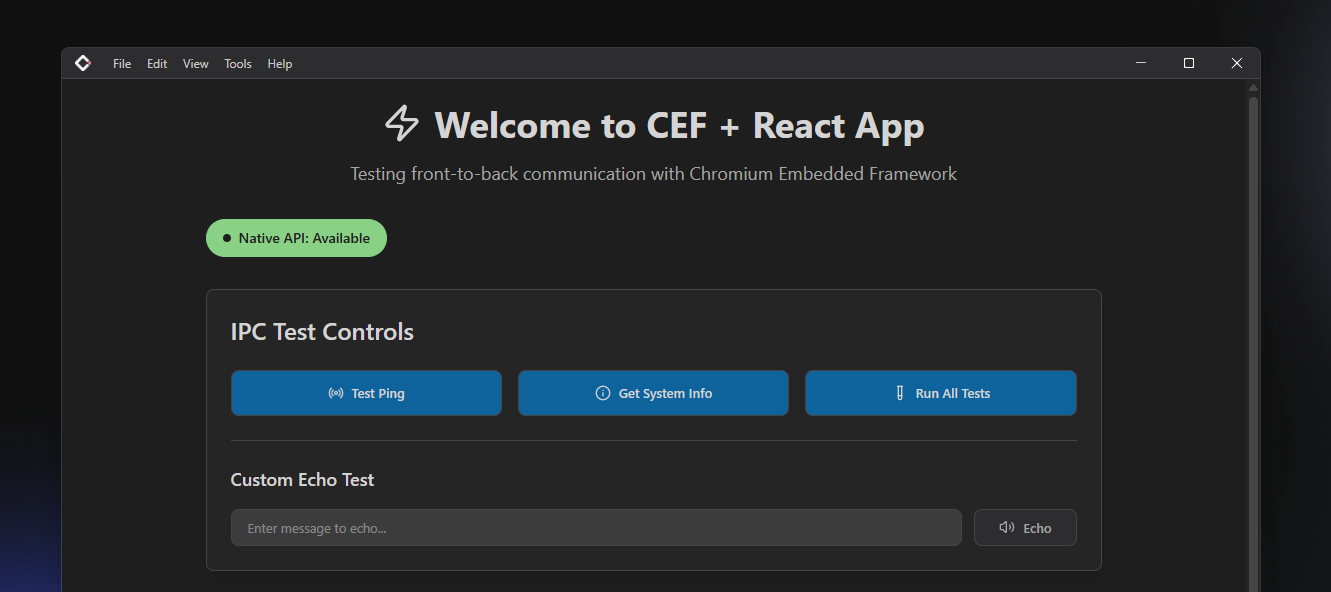 File Edit View Tools Help
Welcome to CEF + React App
Testing front-to-back communication with Chromium Embedded Framework
Native API: Available
IPC Test Controls
Test Ping Get System Info Run All Tests
Custom Echo Test
Enter message to echo... Echo